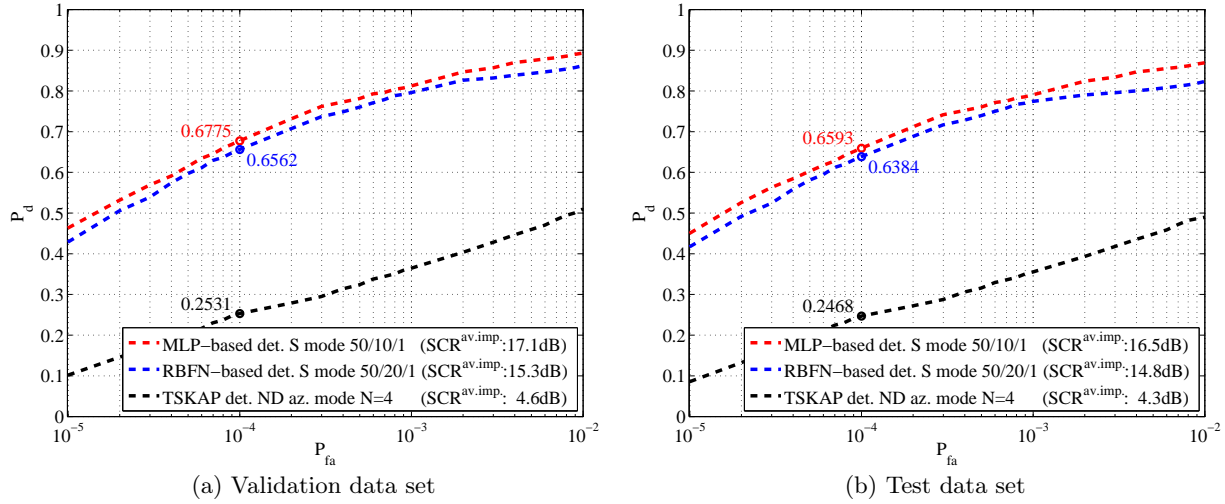 1
0.9
0.8
0.7
0.6
0.5
0.4
0.3
0.2
0.1
0
P_d
0.6775
0.6562
0.2531
MLP−based det. S mode 50/10/1 (SCR^av.imp.:17.1dB)
RBFN−based det. S mode 50/20/1 (SCR^av.imp.:15.3dB)
TSKAP det. ND az. mode N=4 (SCR^av.imp.: 4.6dB)
10^−5 10^−4 10^−3 10^−2
P_fa
(a) Validation data set
1
0.9
0.8
0.7
0.6
0.5
0.4
0.3
0.2
0.1
0
P_d
0.6593
0.6384
0.2468
MLP−based det. S mode 50/10/1 (SCR^av.imp.:16.5dB)
RBFN−based det. S mode 50/20/1 (SCR^av.imp.:14.8dB)
TSKAP det. ND az. mode N=4 (SCR^av.imp.: 4.3dB)
10^−5 10^−4 10^−3 10^−2
P_fa
(b) Test data set